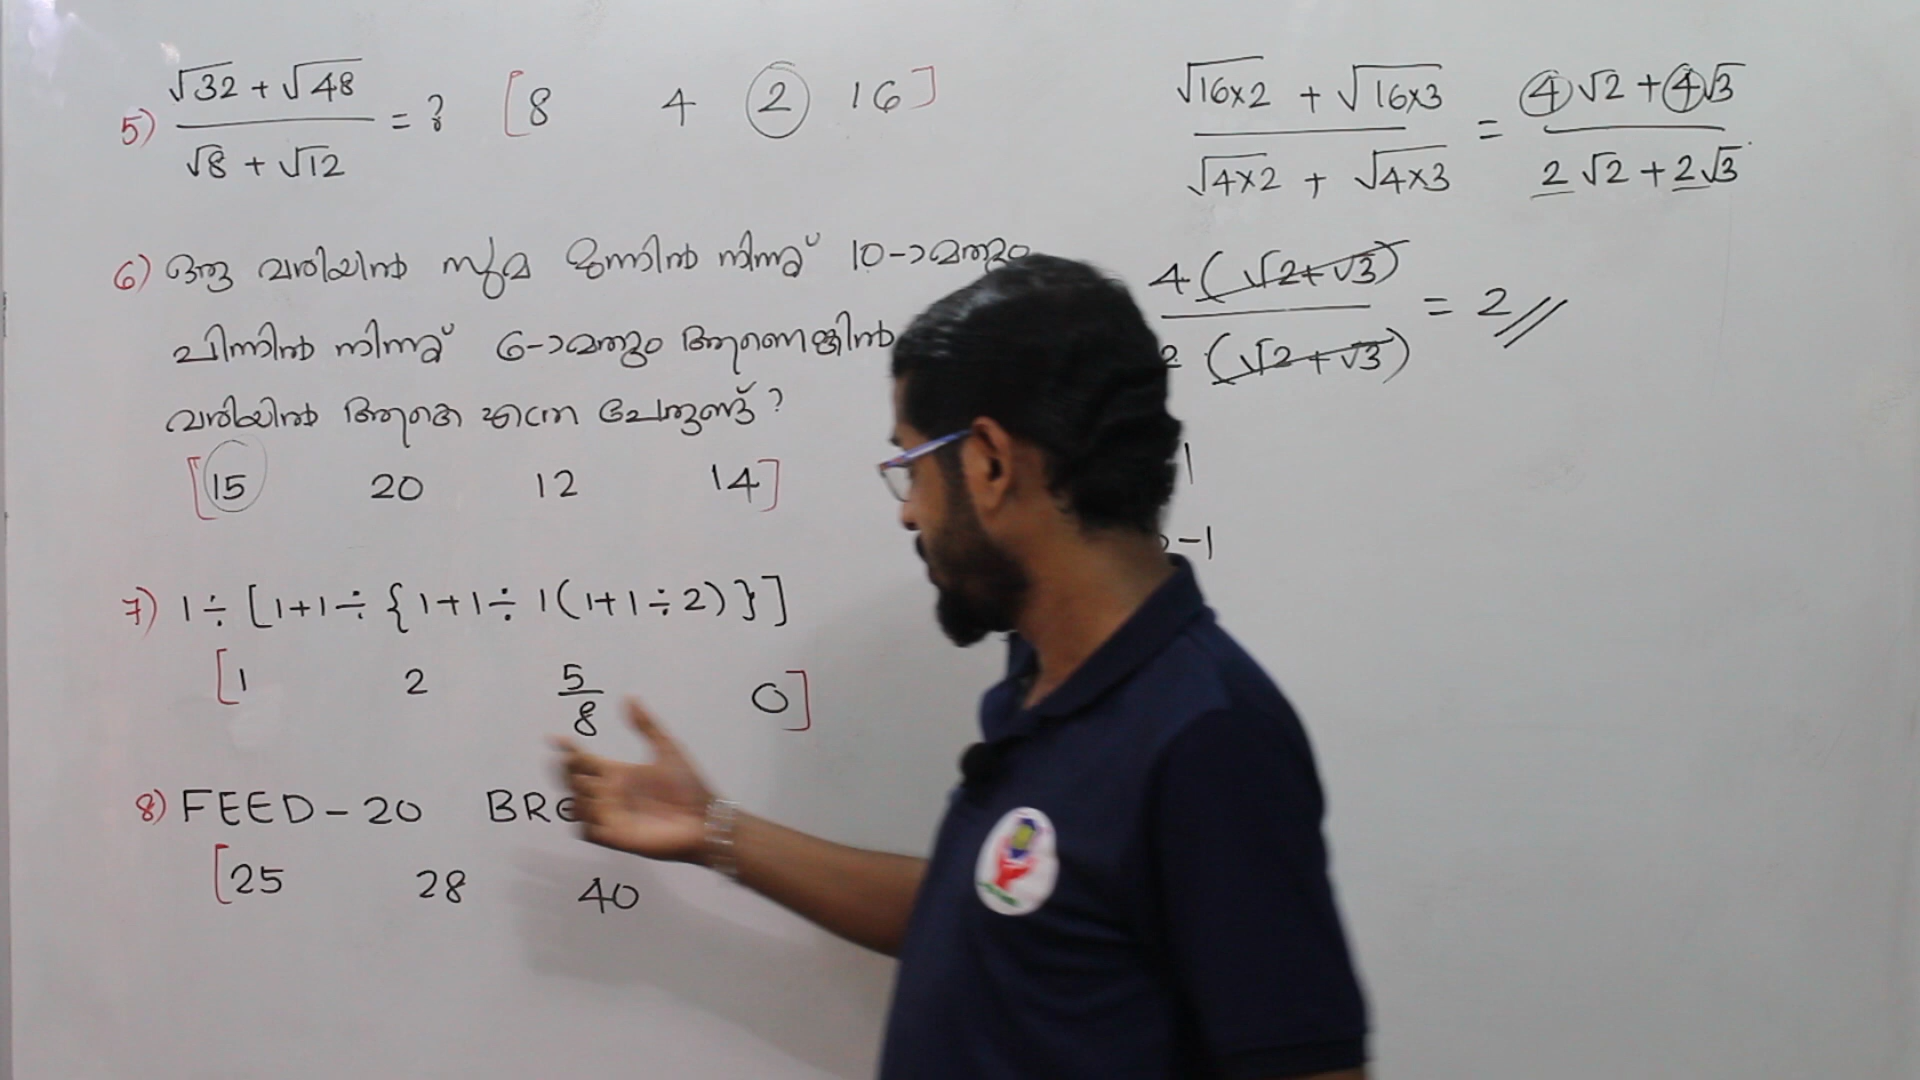 5) (√32 + √48) / (√8 + √12) = ? [8 4 2 16]
√16×2 + √16×3 / √4×2 + √4×3 = 4√2 + 4√3 / 2√2 + 2√3
4(√2+√3) / 2(√2+√3) = 2//
6) ഒരു വരിയിൽ സുമ മുന്നിൽ നിന്ന് 10-ാമതും
പിന്നിൽ നിന്ന് 6-ാമതും ആണെങ്കിൽ
വരിയിൽ ആകെ എത്ര പേരുണ്ട്?
[15 20 12 14]
-1
7) 1÷[1+1÷{1+1÷1(1+1÷2)}]
[1 2 5/8 0]
8) FEED-20
[25 28 40